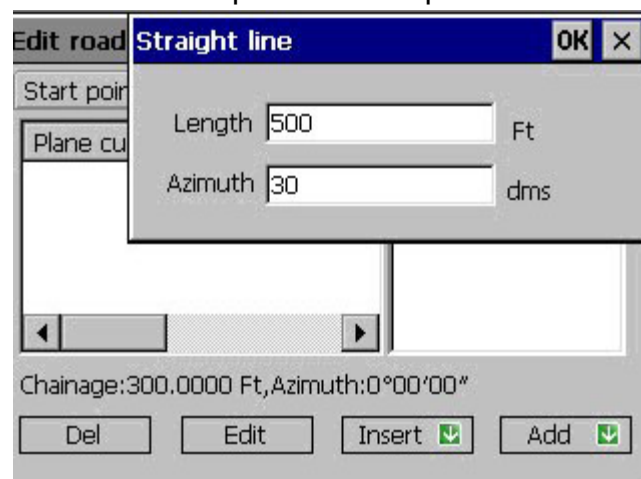 Edit road
Straight line
OK
Start poin
Length 500 Ft
Plane cu
Azimuth 30 dms
Chainage:300.0000 Ft,Azimuth:0°00′00″
Del Edit Insert Add